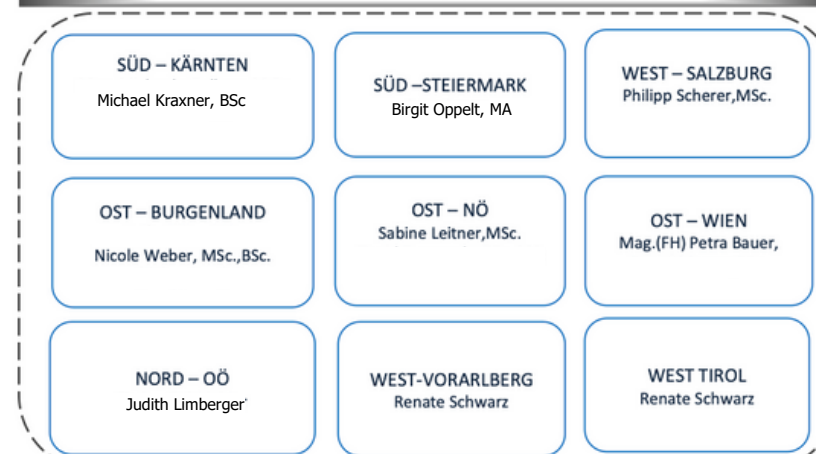 SÜD – KÄRNTEN
Michael Kraxner, BSc
SÜD –STEIERMARK
Birgit Oppelt, MA
WEST – SALZBURG
Philipp Scherer,MSc.
OST – BURGENLAND
Nicole Weber, MSc.,BSc.
OST – NÖ
Sabine Leitner,MSc.
OST – WIEN
Mag.(FH) Petra Bauer,
NORD – OÖ
Judith Limberger
WEST-VORARLBERG
Renate Schwarz
WEST TIROL
Renate Schwarz